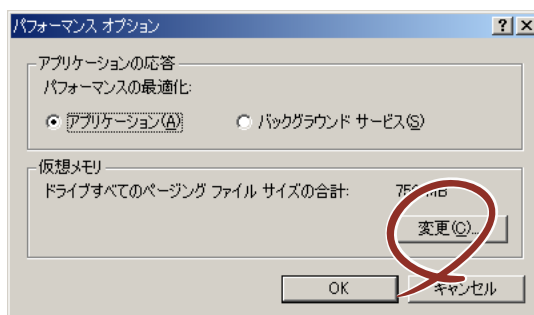 パフォーマンス オプション
アプリケーションの応答
パフォーマンスの最適化:
アプリケーション(A) バックグラウンド サービス(S)
仮想メモリ
ドライブすべてのページング ファイル サイズの合計: MB
変更(C)...
OK キャンセル